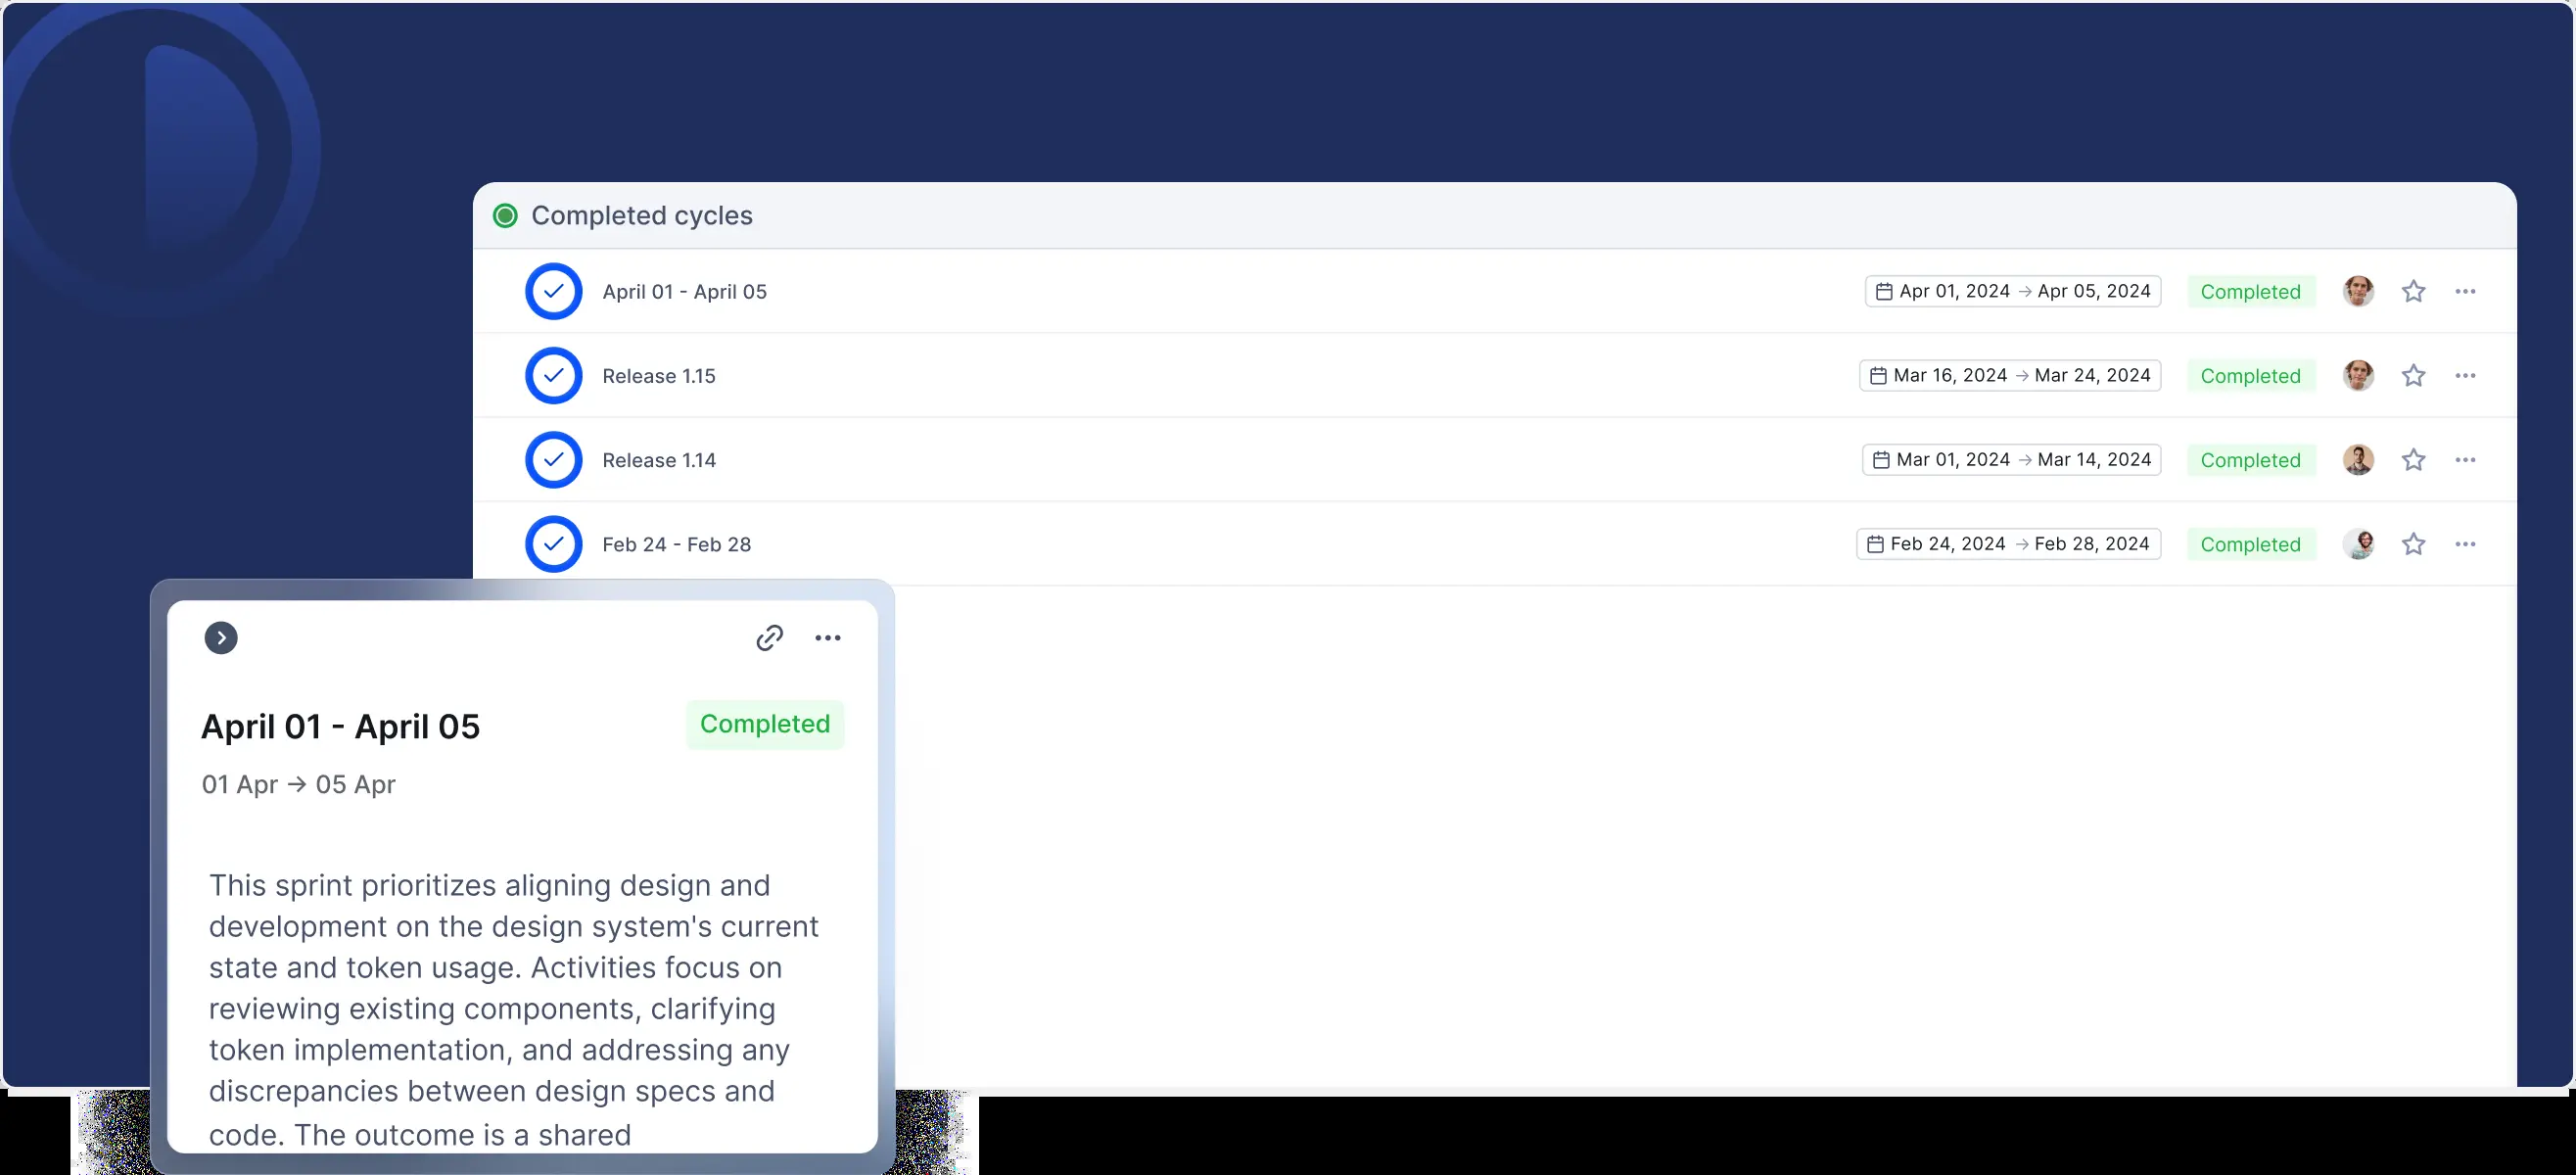 Completed cycles
April 01 - April 05 Apr 01, 2024 → Apr 05, 2024 Completed
Release 1.15 Mar 16, 2024 → Mar 24, 2024 Completed
Release 1.14 Mar 01, 2024 → Mar 14, 2024 Completed
Feb 24 - Feb 28 Feb 24, 2024 → Feb 28, 2024 Completed
April 01 - April 05 Completed
01 Apr → 05 Apr
This sprint prioritizes aligning design and
development on the design system's current
state and token usage. Activities focus on
reviewing existing components, clarifying
token implementation, and addressing any
discrepancies between design specs and
code. The outcome is a shared